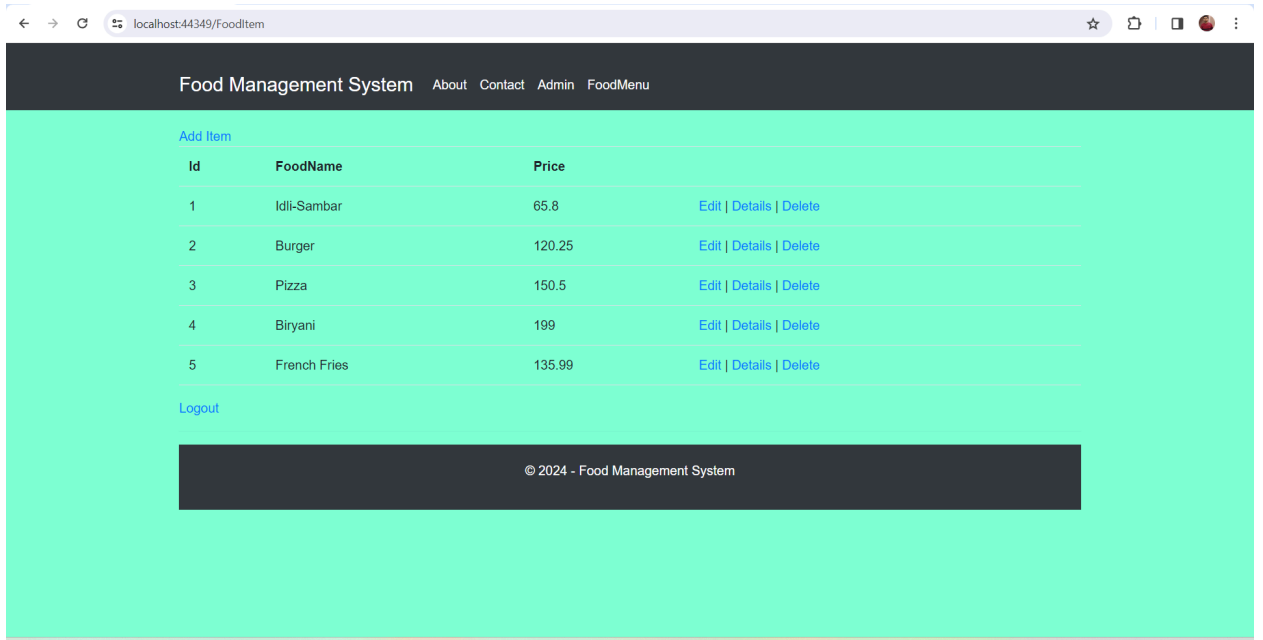 localhost:44349/FoodItem
Food Management System About Contact Admin FoodMenu
Add Item
Id FoodName Price
1 Idli-Sambar 65.8 Edit | Details | Delete
2 Burger 120.25 Edit | Details | Delete
3 Pizza 150.5 Edit | Details | Delete
4 Biryani 199 Edit | Details | Delete
5 French Fries 135.99 Edit | Details | Delete
Logout
© 2024 - Food Management System